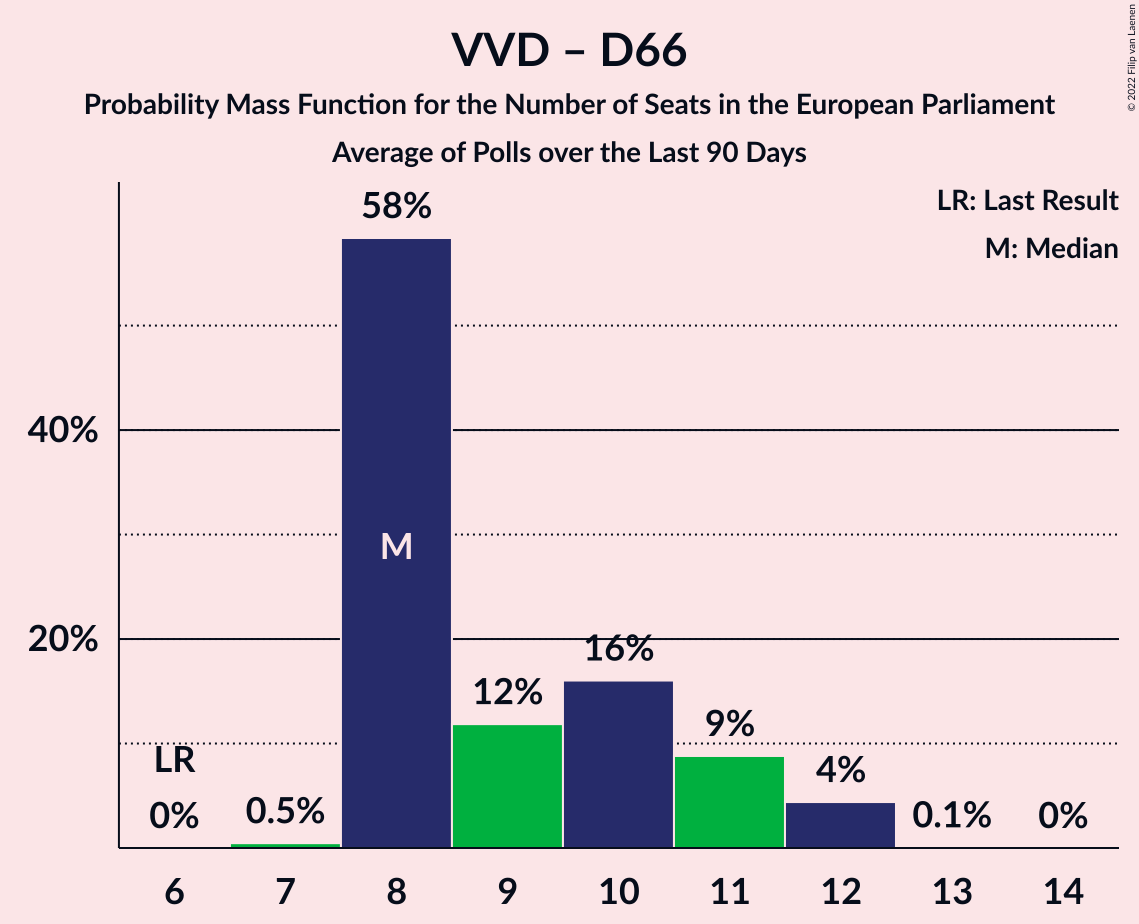 VVD – D66
Probability Mass Function for the Number of Seats in the European Parliament
Average of Polls over the Last 90 Days
© 2022 Filip van Laenen
LR: Last Result
M: Median
58%
40%
M
20%
16%
12%
9%
LR
4%
0%
0.5%
0.1%
0%
6 7 8 9 10 11 12 13 14